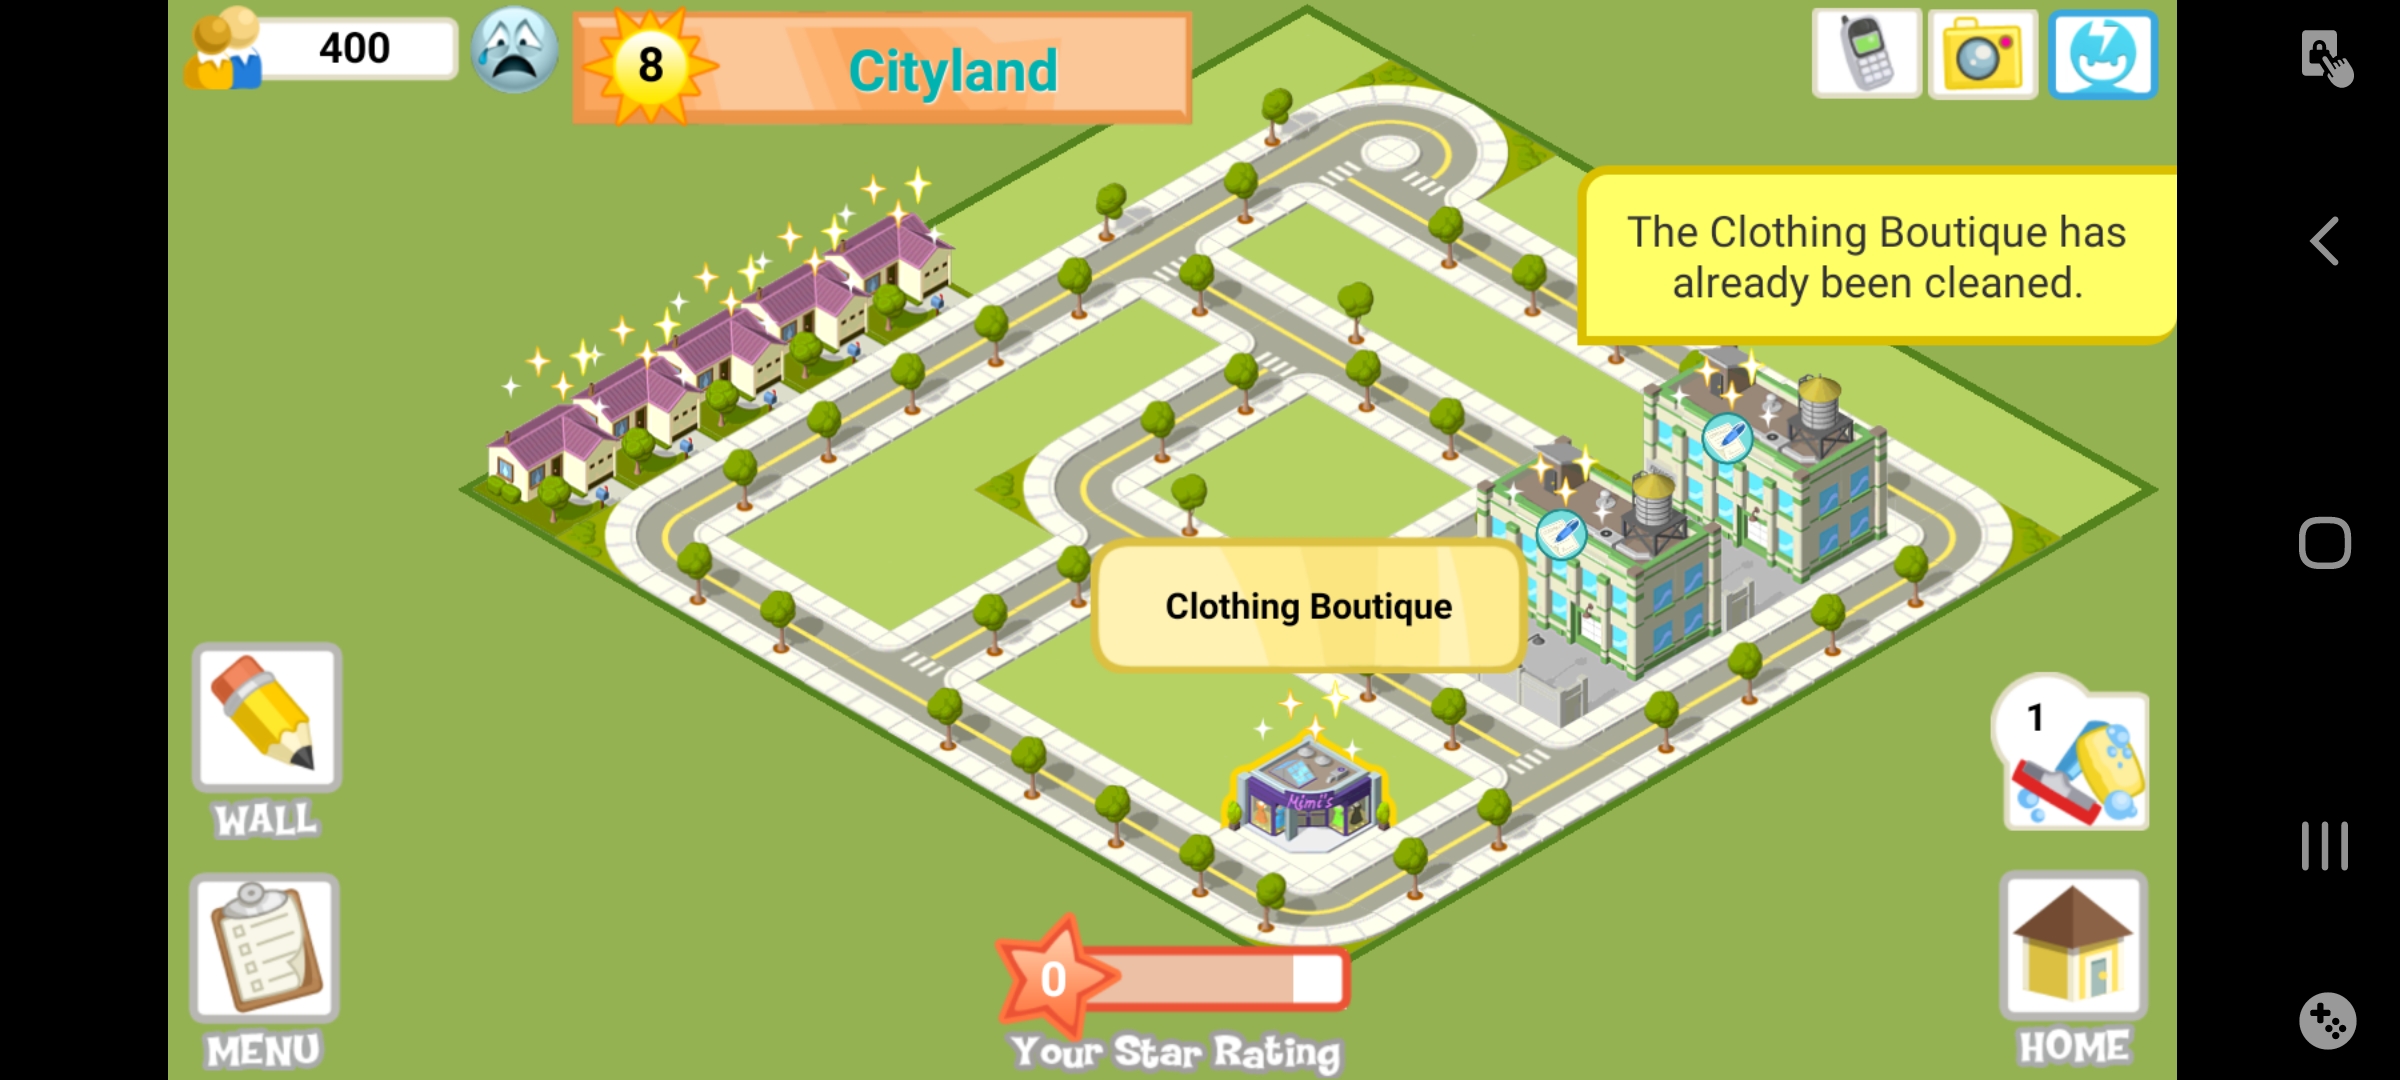 400
8
Cityland
The Clothing Boutique has
already been cleaned.
Clothing Boutique
Mimi's
WALL
1
MENU
0
Your Star Rating
HOME